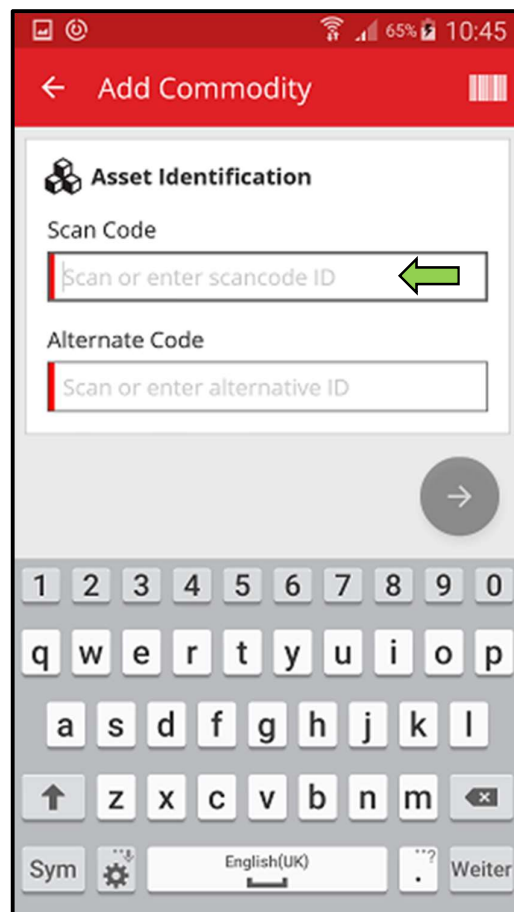 65% 10:45
Add Commodity
Asset Identification
Scan Code
Scan or enter scancode ID
Alternate Code
Scan or enter alternative ID
1 2 3 4 5 6 7 8 9 0
q w e r t y u i o p
a s d f g h j k l
z x c v b n m
Sym English(UK) ...? . Weiter